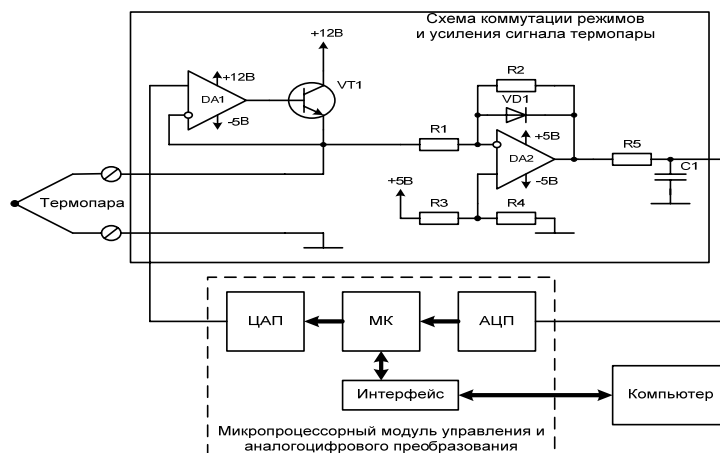 Схема коммутации режимов
и усиления сигнала термопары
+12В
+12В
DA1
-5В
VT1
R2
VD1
R1
+5В
DA2
-5В
R5
C1
+5В
R3
R4
Термопара
ЦАП
МК
АЦП
Интерфейс
Компьютер
Микропроцессорный модуль управления и
аналогоцифрового преобразования